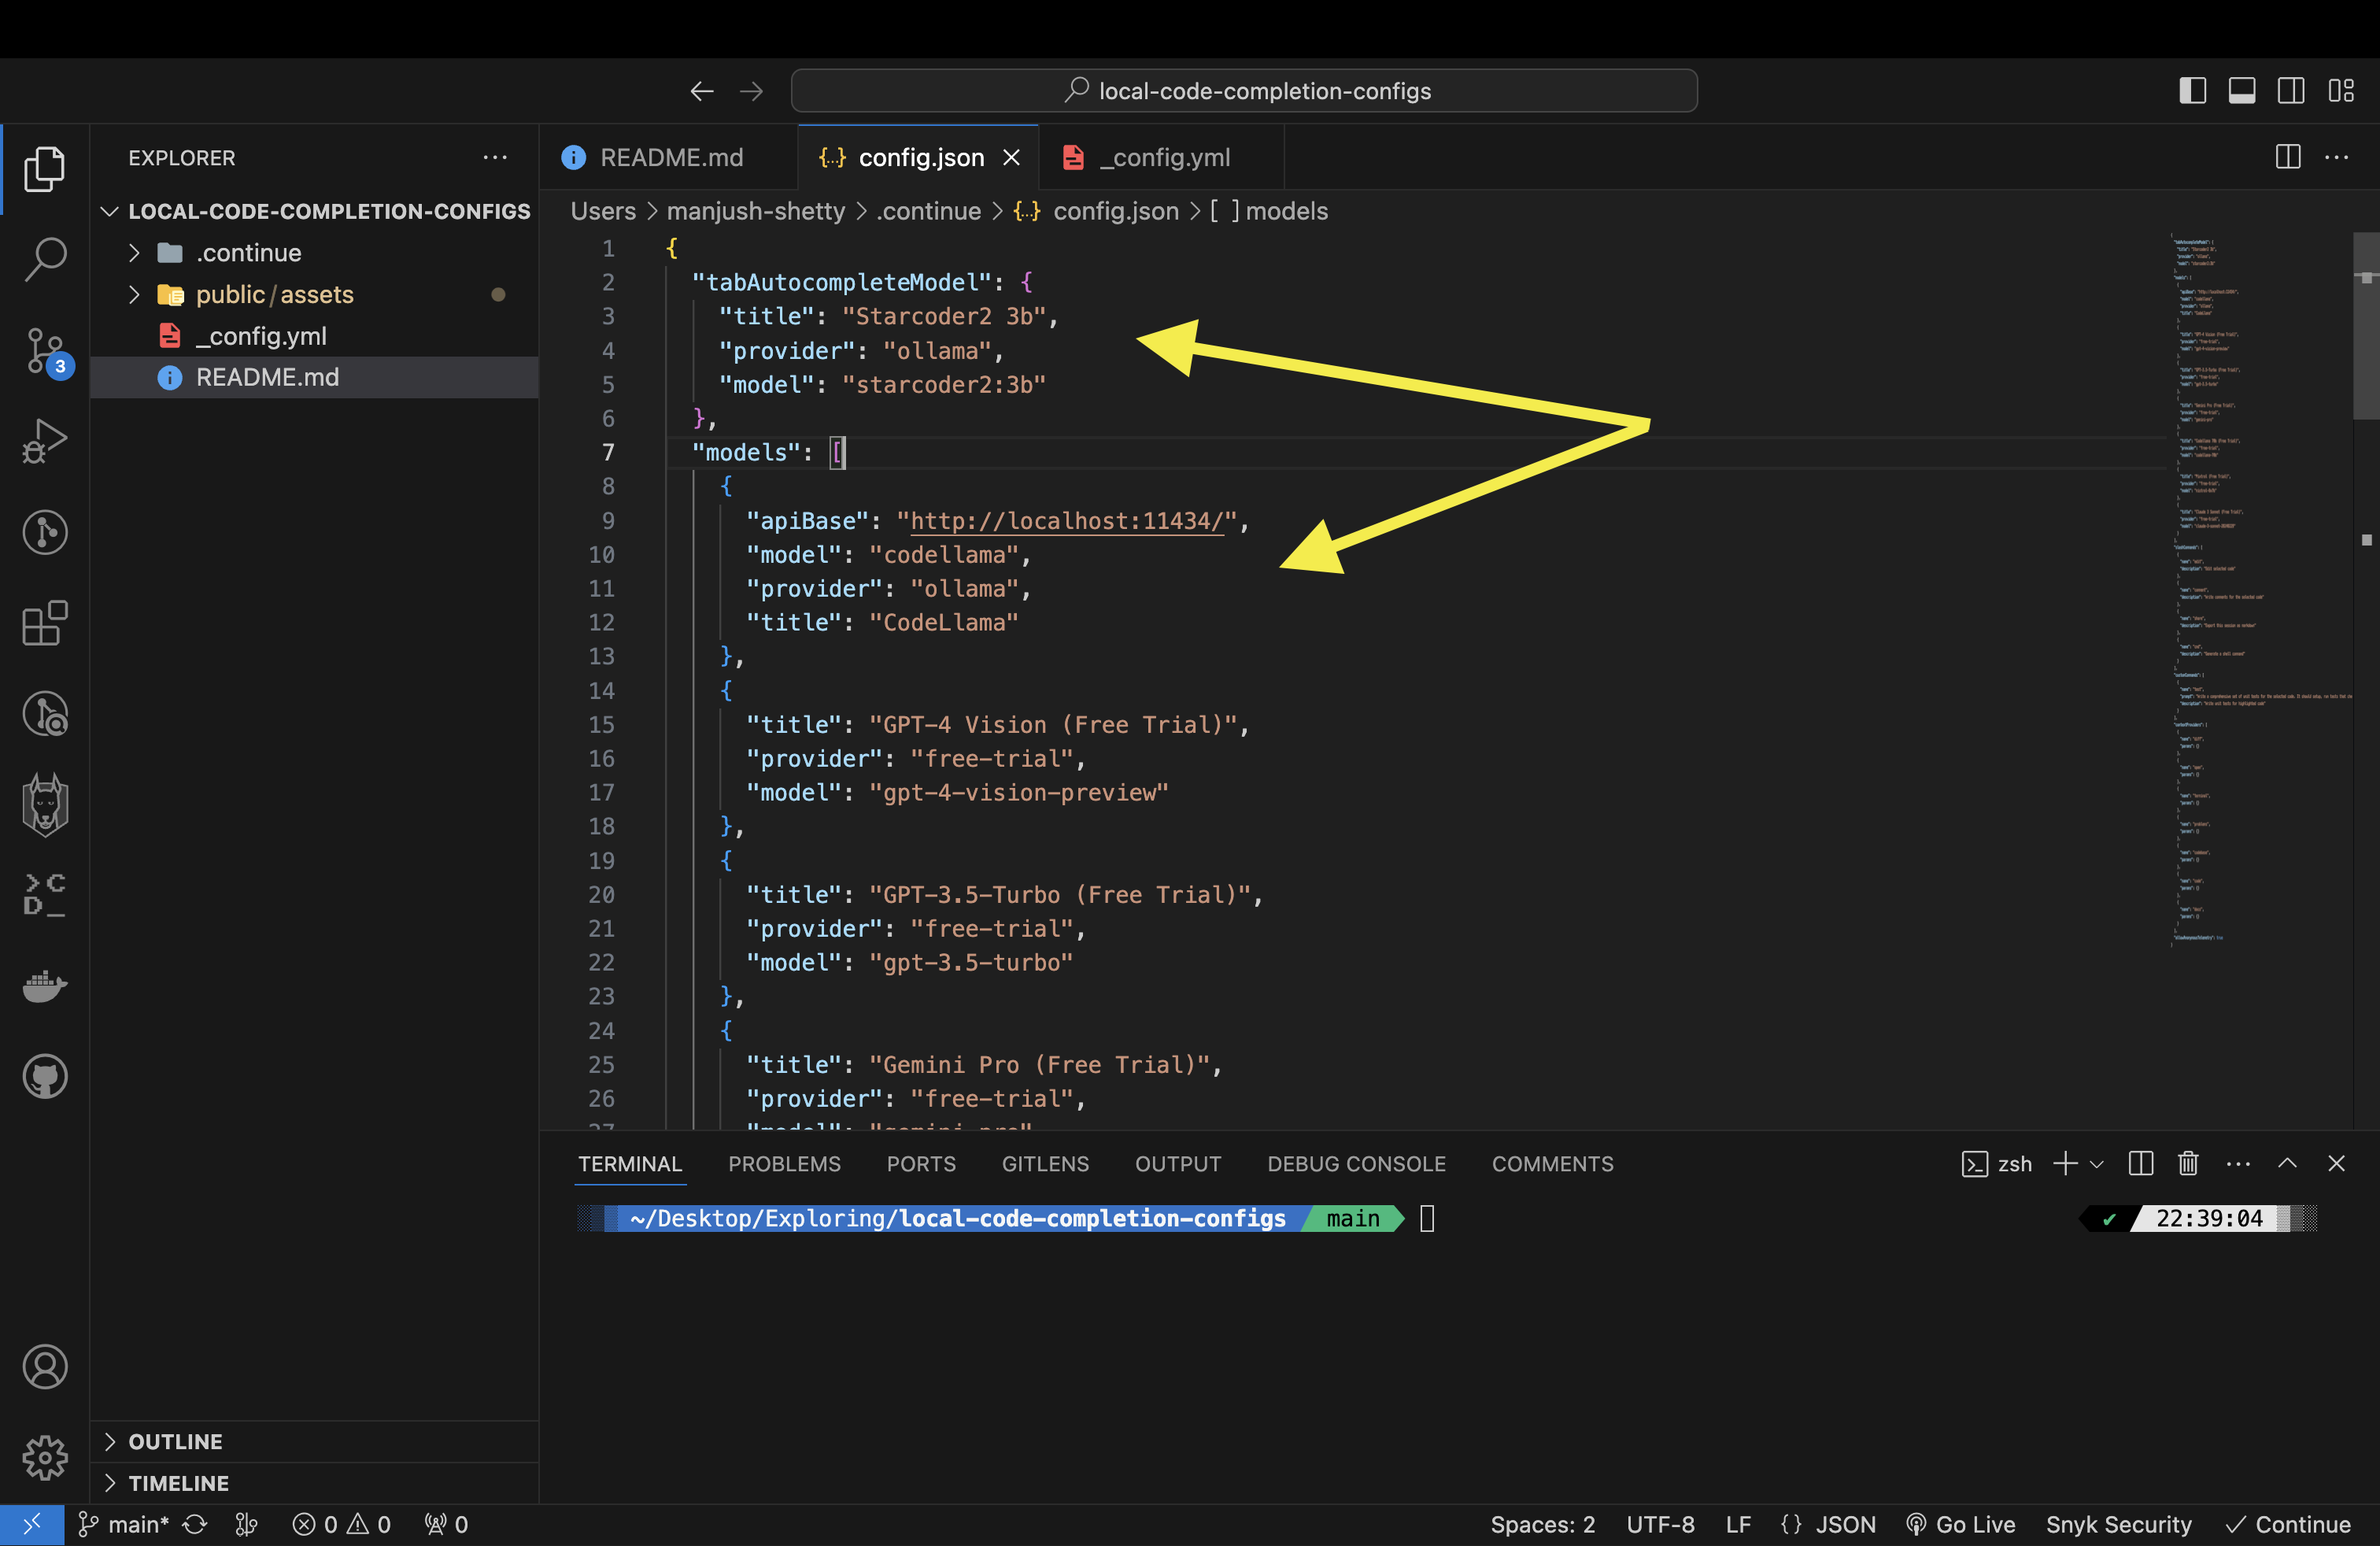 local-code-completion-configs
EXPLORER
LOCAL-CODE-COMPLETION-CONFIGS
.continue
public/assets
_config.yml
README.md
3
README.md
config.json
_config.yml
Users > manjush-shetty > .continue > {..} config.json > [ ] models
1 {
2 "tabAutocompleteModel": {
3 "title": "Starcoder2 3b",
4 "provider": "ollama",
5 "model": "starcoder2:3b"
6 },
7 "models": [
8 {
9 "apiBase": "http://localhost:11434/",
10 "model": "codellama",
11 "provider": "ollama",
12 "title": "CodeLlama"
13 },
14 {
15 "title": "GPT-4 Vision (Free Trial)",
16 "provider": "free-trial",
17 "model": "gpt-4-vision-preview"
18 },
19 {
20 "title": "GPT-3.5-Turbo (Free Trial)",
21 "provider": "free-trial",
22 "model": "gpt-3.5-turbo"
23 },
24 {
25 "title": "Gemini Pro (Free Trial)",
26 "provider": "free-trial",
27 "model": "gemini-pro"
TERMINAL PROBLEMS PORTS GITLENS OUTPUT DEBUG CONSOLE COMMENTS
zsh
~/Desktop/Exploring/local-code-completion-configs main
✔ 22:39:04
OUTLINE
TIMELINE
main* 0 0 0
Spaces: 2 UTF-8 LF {} JSON Go Live Snyk Security ✓ Continue